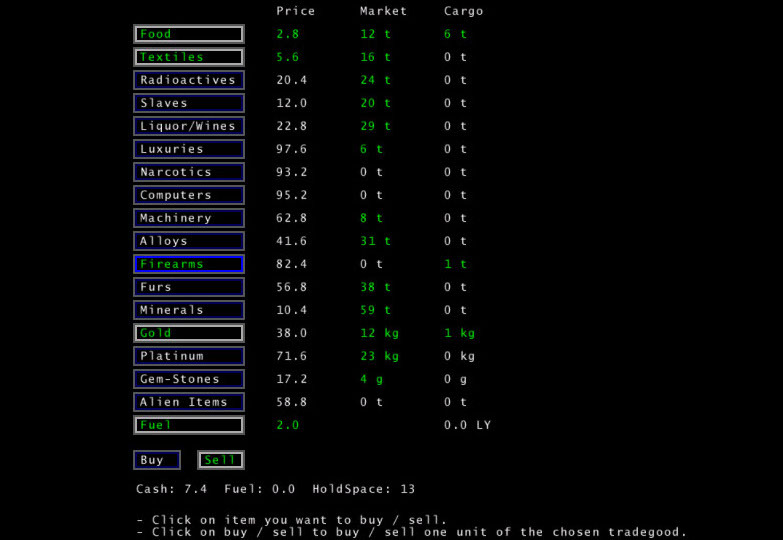 Price Market Cargo
Food 2.8 12 t 6 t
Textiles 5.6 16 t 0 t
Radioactives 20.4 24 t 0 t
Slaves 12.0 20 t 0 t
Liquor/Wines 22.8 29 t 0 t
Luxuries 97.6 6 t 0 t
Narcotics 93.2 0 t 0 t
Computers 95.2 0 t 0 t
Machinery 62.8 8 t 0 t
Alloys 41.6 31 t 0 t
Firearms 82.4 0 t 1 t
Furs 56.8 38 t 0 t
Minerals 10.4 59 t 0 t
Gold 38.0 12 kg 1 kg
Platinum 71.6 23 kg 0 kg
Gem-Stones 17.2 4 g 0 g
Alien Items 58.8 0 t 0 t
Fuel 2.0 0.0 LY
Buy Sell
Cash: 7.4 Fuel: 0.0 HoldSpace: 13
- Click on item you want to buy / sell.
- Click on buy / sell to buy / sell one unit of the chosen tradegood.